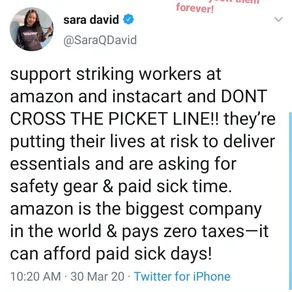 forever!
sara david
@SaraQDavid
support striking workers at
amazon and instacart and DONT
CROSS THE PICKET LINE!! they're
putting their lives at risk to deliver
essentials and are asking for
safety gear & paid sick time.
amazon is the biggest company
in the world & pays zero taxes—it
can afford paid sick days!
10:20 AM · 30 Mar 20 · Twitter for iPhone